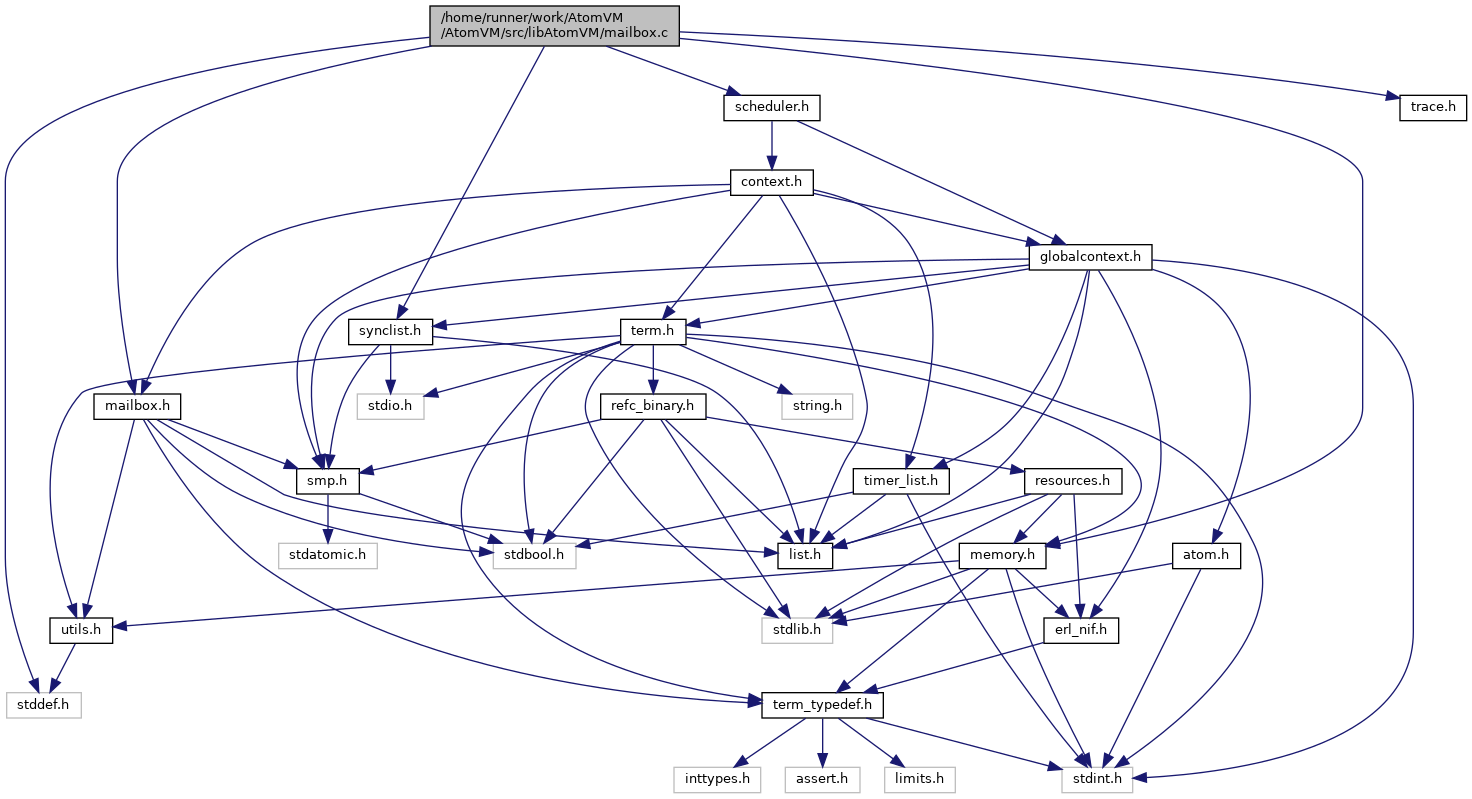 /home/runner/work/AtomVM
/AtomVM/src/libAtomVM/mailbox.c
scheduler.h
trace.h
context.h
globalcontext.h
synclist.h
term.h
mailbox.h
stdio.h
refc_binary.h
string.h
smp.h
timer_list.h
resources.h
stdatomic.h
stdbool.h
list.h
memory.h
atom.h
utils.h
stdlib.h
erl_nif.h
stddef.h
term_typedef.h
inttypes.h
assert.h
limits.h
stdint.h